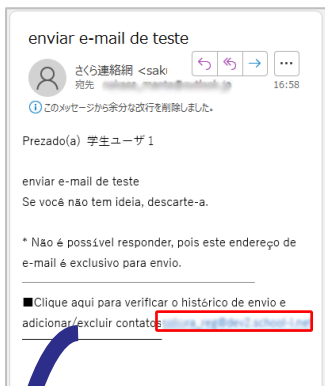 enviar e-mail de teste
さくら連絡網 <sak
宛先
16:58
このメッセージから余分な改行を削除しました。
Prezado(a) 学生ユーザ1
enviar e-mail de teste
Se você não tem ideia, descarte-a.
* Não é possível responder, pois este endereço de
e-mail é exclusivo para envio.
■Clique aqui para verificar o histórico de envio e
adicionar/excluir contatos